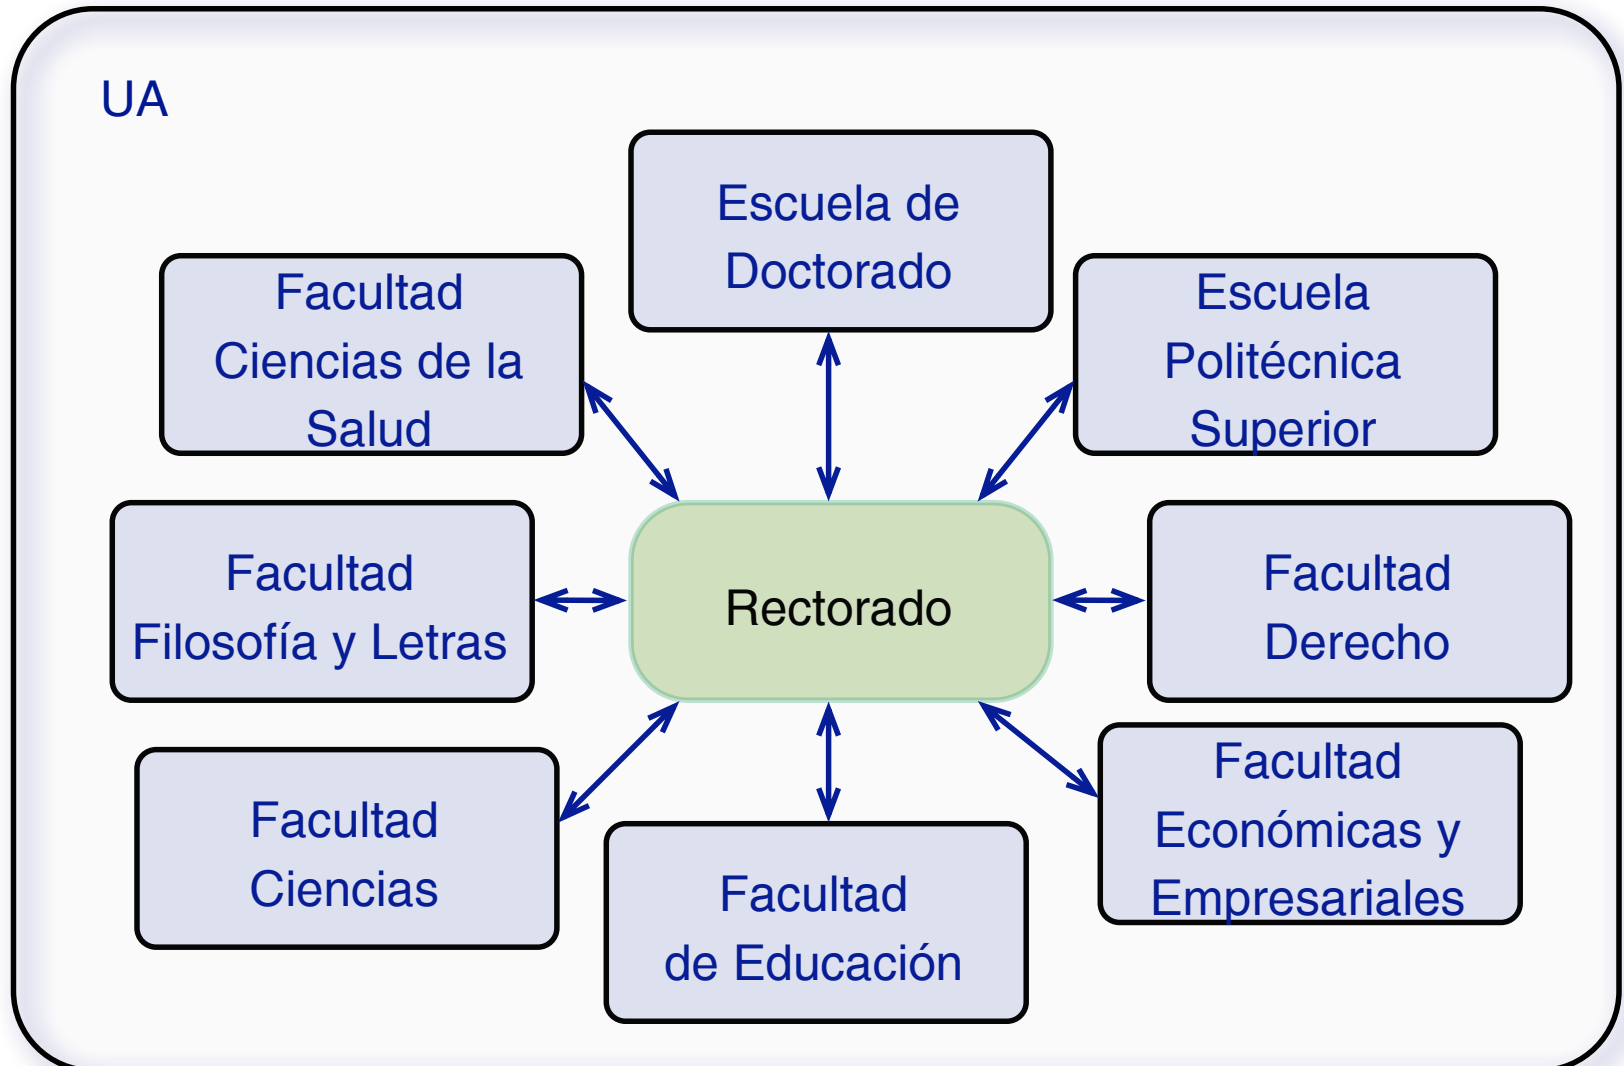 UA
Escuela de
Doctorado
Facultad
Ciencias de la
Salud
Escuela
Politécnica
Superior
Facultad
Filosofía y Letras
Rectorado
Facultad
Derecho
Facultad
Ciencias
Facultad
de Educación
Facultad
Económicas y
Empresariales